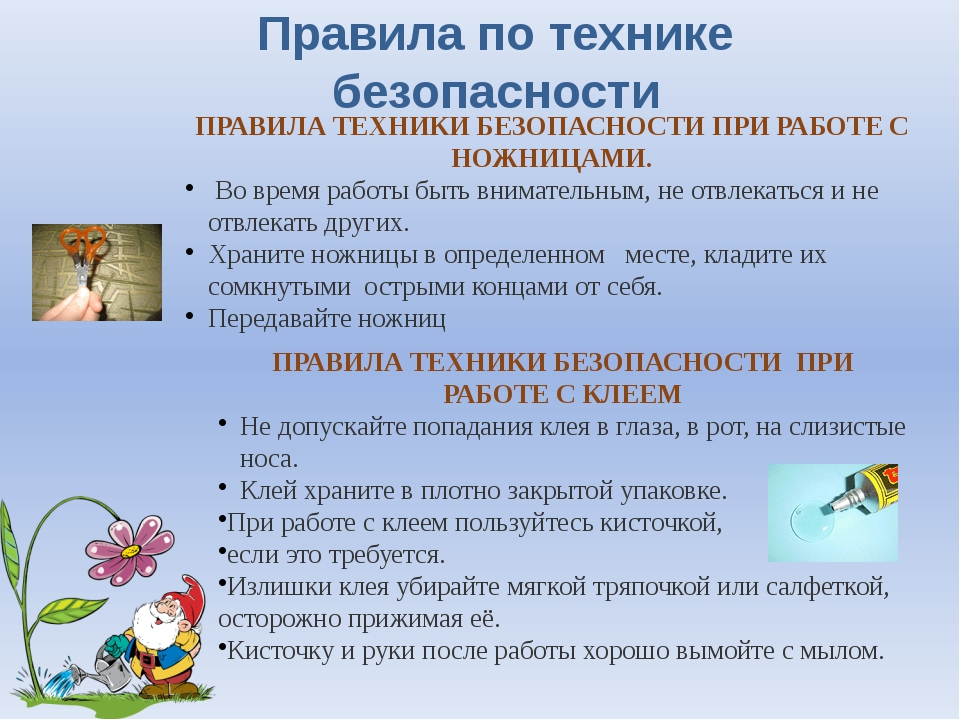 Правила по технике
безопасности
ПРАВИЛА ТЕХНИКИ БЕЗОПАСНОСТИ ПРИ РАБОТЕ С
НОЖНИЦАМИ.
• Во время работы быть внимательным, не отвлекаться и не
отвлекать других.
• Храните ножницы в определенном месте, кладите их
сомкнутыми острыми концами от себя.
• Передавайте ножниц
ПРАВИЛА ТЕХНИКИ БЕЗОПАСНОСТИ ПРИ
РАБОТЕ С КЛЕЕМ
• Не допускайте попадания клея в глаза, в рот, на слизистые
носа.
• Клей храните в плотно закрытой упаковке.
•При работе с клеем пользуйтесь кисточкой,
•если это требуется.
•Излишки клея убирайте мягкой тряпочкой или салфеткой,
осторожно прижимая её.
•Кисточку и руки после работы хорошо вымойте с мылом.